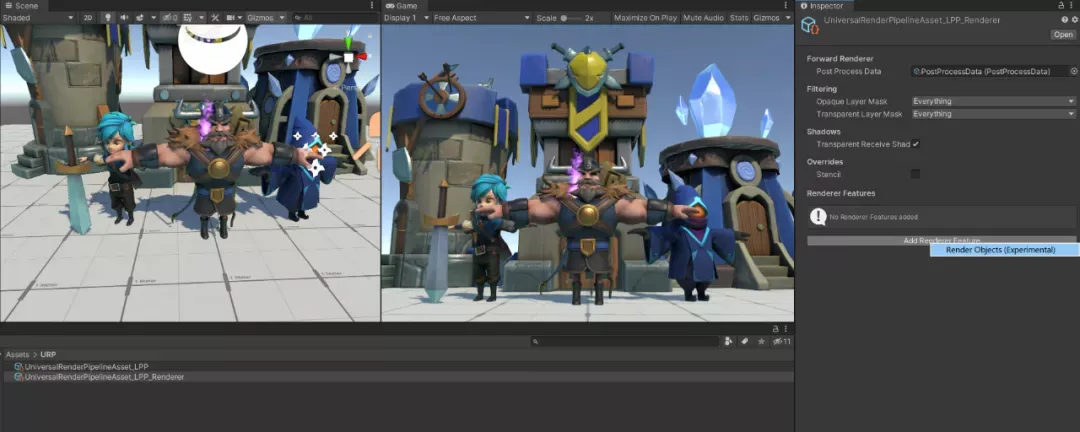 Scene
Shaded
2D
0
Gizmos
All
Game
Display 1
Free Aspect
Scale
2x
Maximize On Play
Mute Audio
Stats
Gizmos
Inspector
UniversalRenderPipelineAsset_LPP_Renderer
Open
Forward Renderer
Post Process Data
PostProcessData (PostProcessData)
Filtering
Opaque Layer Mask
Everything
Transparent Layer Mask
Everything
Shadows
Transparent Receive Shad
Overrides
Stencil
Renderer Features
No Renderer Features added
Add Renderer Feature
Render Objects (Experimental)
Assets > URP
11
UniversalRenderPipelineAsset_LPP
UniversalRenderPipelineAsset_LPP_Renderer